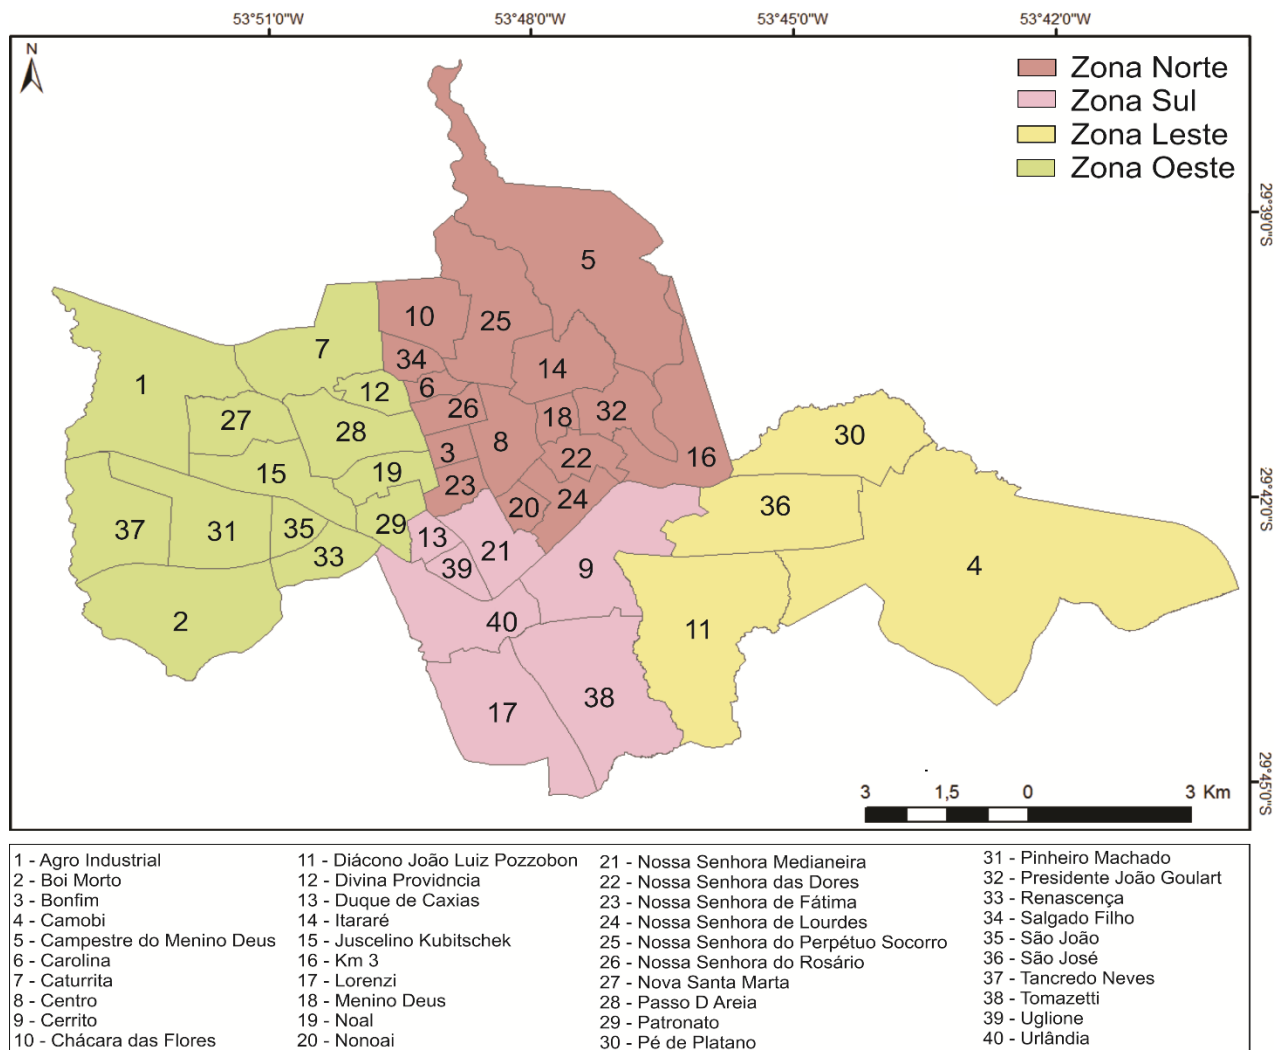 53°51'0"W 53°48'0"W 53°45'0"W 53°42'0"W
N
Zona Norte
Zona Sul
Zona Leste
Zona Oeste
29°39'0"S
5
10
25
7
34
14
1
6
12
26
18
32
27
28
8
30
3
22
16
15
19
23
24
20
36
37
31
35
29
13
21
33
39
9
4
2
40
11
38
17
29°42'0"S
29°45'0"S
3 1,5 0 3 Km
1 - Agro Industrial
2 - Boi Morto
3 - Bonfim
4 - Camobi
5 - Campestre do Menino Deus
6 - Carolina
7 - Caturrita
8 - Centro
9 - Cerrito
10 - Chácara das Flores
11 - Diácono João Luiz Pozzobon
12 - Divina Providncia
13 - Duque de Caxias
14 - Itararé
15 - Juscelino Kubitschek
16 - Km 3
17 - Lorenzi
18 - Menino Deus
19 - Noal
20 - Nonoai
21 - Nossa Senhora Medianeira
22 - Nossa Senhora das Dores
23 - Nossa Senhora de Fátima
24 - Nossa Senhora de Lourdes
25 - Nossa Senhora do Perpétuo Socorro
26 - Nossa Senhora do Rosário
27 - Nova Santa Marta
28 - Passo D Areia
29 - Patronato
30 - Pé de Platano
31 - Pinheiro Machado
32 - Presidente João Goulart
33 - Renascença
34 - Salgado Filho
35 - São João
36 - São José
37 - Tancredo Neves
38 - Tomazetti
39 - Uglione
40 - Urlândia